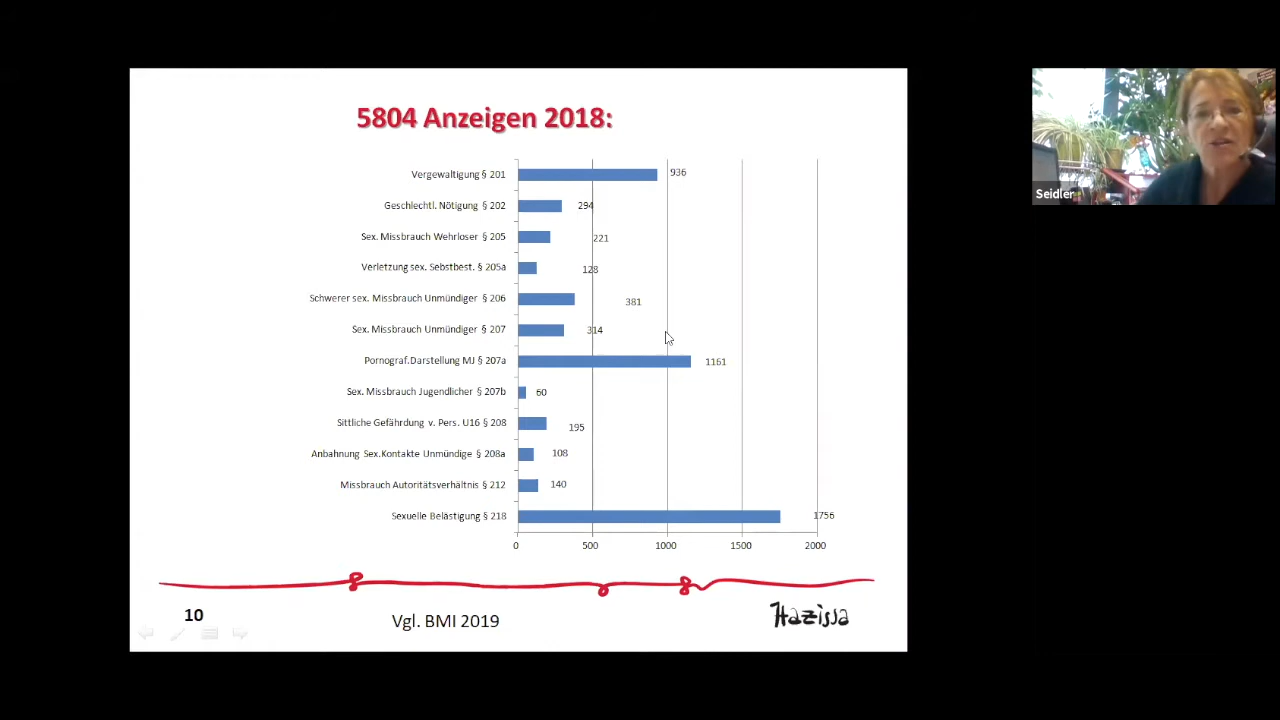 5804 Anzeigen 2018:
Vergewaltigung § 201 936
Geschlechtl. Nötigung § 202 294
Sex. Missbrauch Wehrloser § 205 221
Verletzung sex. Sebstbest. § 205a 128
Schwerer sex. Missbrauch Unmündiger § 206 381
Sex. Missbrauch Unmündiger § 207 314
Pornograf.Darstellung MJ § 207a 1161
Sex. Missbrauch Jugendlicher § 207b 60
Sittliche Gefährdung v. Pers. U16 § 208 195
Anbahnung Sex.Kontakte Unmündige § 208a 108
Missbrauch Autoritätsverhältnis § 212 140
Sexuelle Belästigung § 218 1756
0 500 1000 1500 2000
10
Vgl. BMI 2019
Hazissa
Seidler